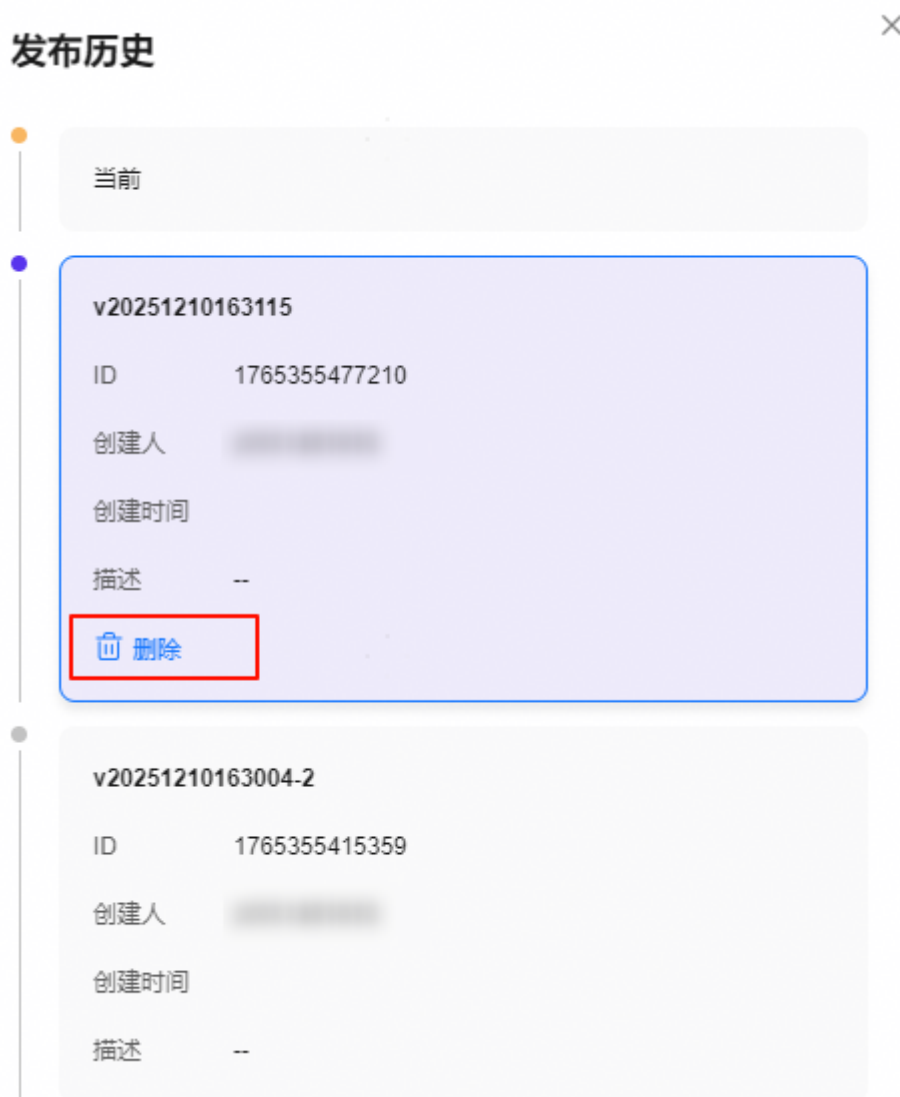 发布历史
当前
v20251210163115
ID 1765355477210
创建人
创建时间
描述 --
删除
v20251210163004-2
ID 1765355415359
创建人
创建时间
描述 --